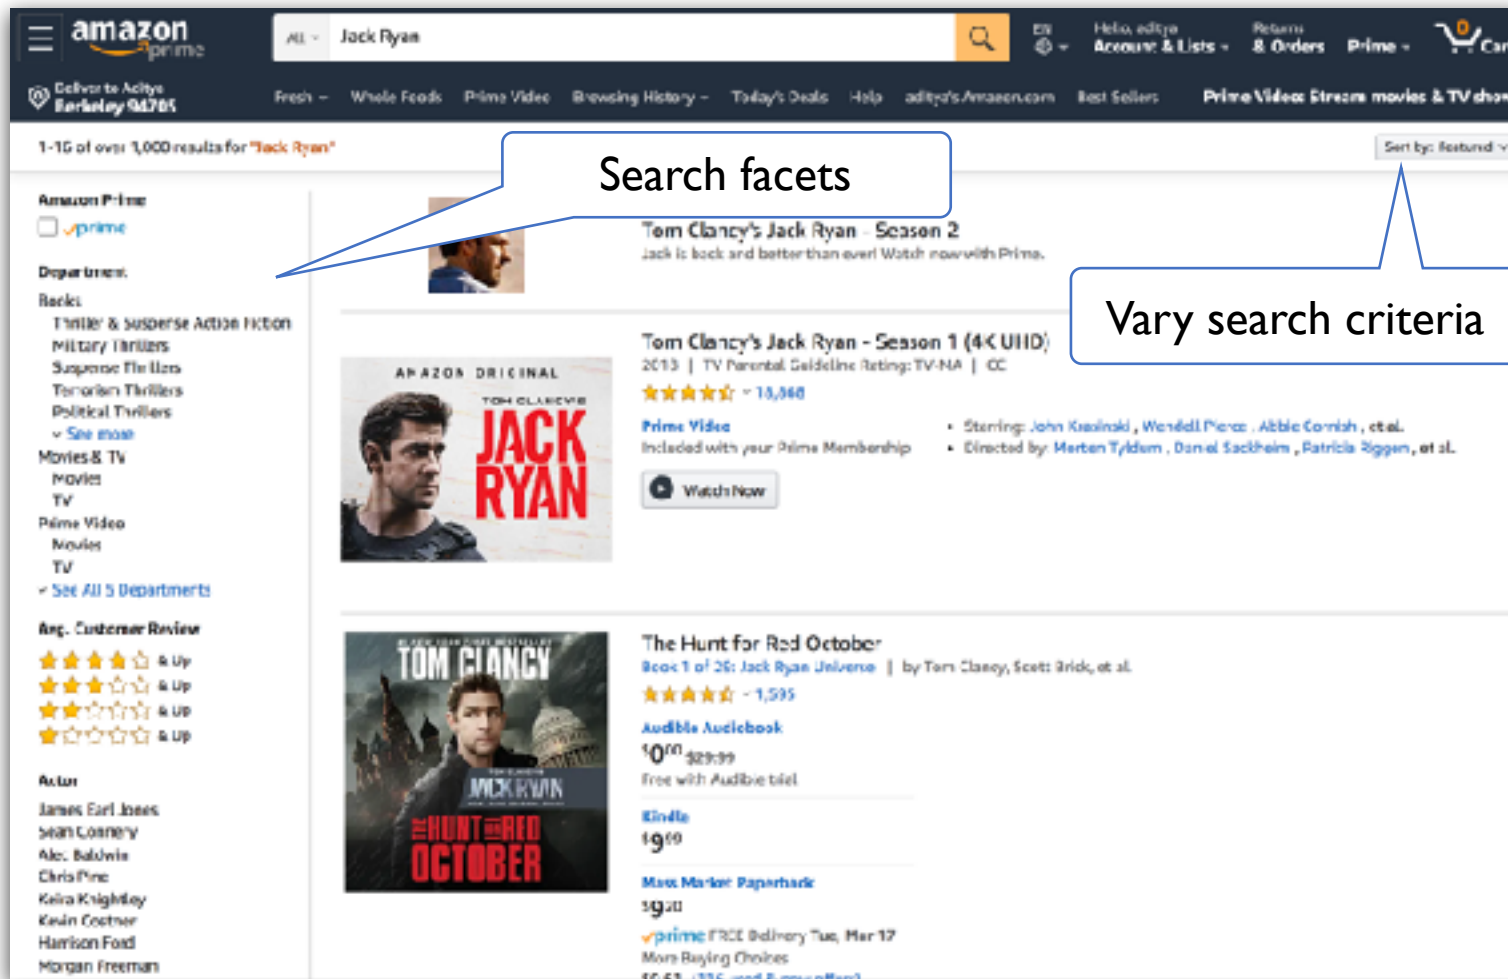 amazon
prime
All
Jack Ryan
EN
Hello, aditya
Account & Lists
Returns
& Orders
Prime
0
Car
Deliver to Aditya
Berkeley 94705
Fresh
Whole Foods
Prime Video
Browsing History
Today's Deals
Help
aditya's Amazon.com
Best Sellers
Prime Video: Stream movies & TV show
1-16 of over 1,000 results for "Jack Ryan"
Sort by: Featured
Search facets
Vary search criteria
Amazon Prime
prime
Department
Books
Thriller & Suspense Action Fiction
Military Thrillers
Suspense Thrillers
Terrorism Thrillers
Political Thrillers
See more
Movies & TV
Movies
TV
Prime Video
Movies
TV
See All 5 Departments
Avg. Customer Review
& Up
& Up
& Up
& Up
Actor
James Earl Jones
Sean Connery
Alec Baldwin
Chris Pine
Keira Knightley
Kevin Costner
Harrison Ford
Morgan Freeman
Tom Clancy's Jack Ryan - Season 2
Jack is back and better than ever! Watch now with Prime.
AMAZON ORIGINAL
TOM CLANCY'S
JACK
RYAN
Tom Clancy's Jack Ryan - Season 1 (4K UHD)
| TV Parental Guideline Rating: TV-MA | CC
Prime Video
Included with your Prime Membership
Watch Now
• Starring: John Krasinski , Wendell Pierce , Abbie Cornish , et al.
• Directed by: Morten Tyldum , Daniel Sackheim , Patricia Riggen , et al.
TOM CLANCY
JACK RYAN
THE HUNT FOR RED
OCTOBER
The Hunt for Red October
Jack Ryan Universe | by Tom Clancy, Scott Brick, et al.
1,595
Audible Audiobook
$0.00 $29.99
Free with Audible trial
Kindle
$9.99
Mass Market Paperback
$9.20
prime FREE Delivery Tue, Mar 17
More Buying Choices